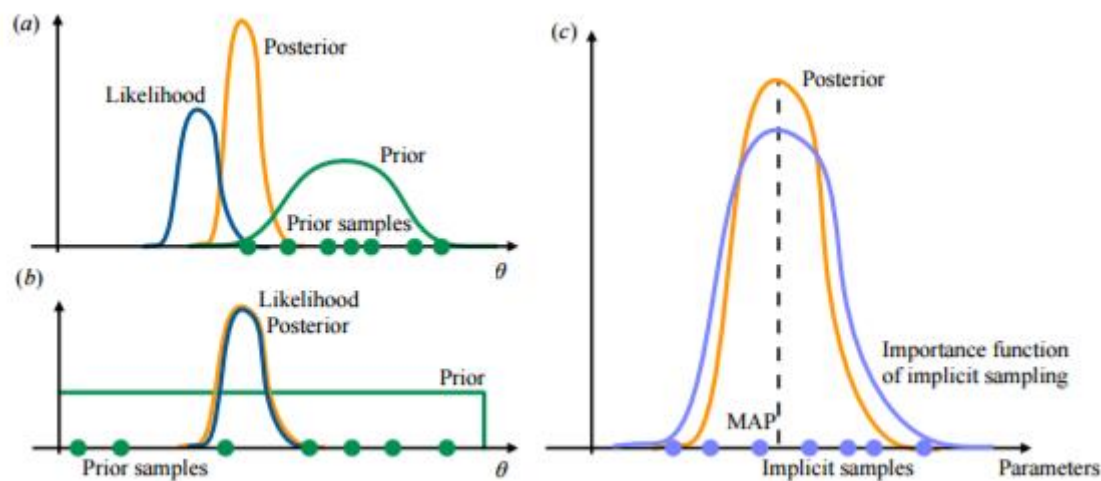 (a)
Posterior
Likelihood
Prior
Prior samples
θ
(b)
Likelihood
Posterior
Prior
Prior samples
θ
(c)
Posterior
Importance function
of implicit sampling
MAP
Implicit samples
Parameters